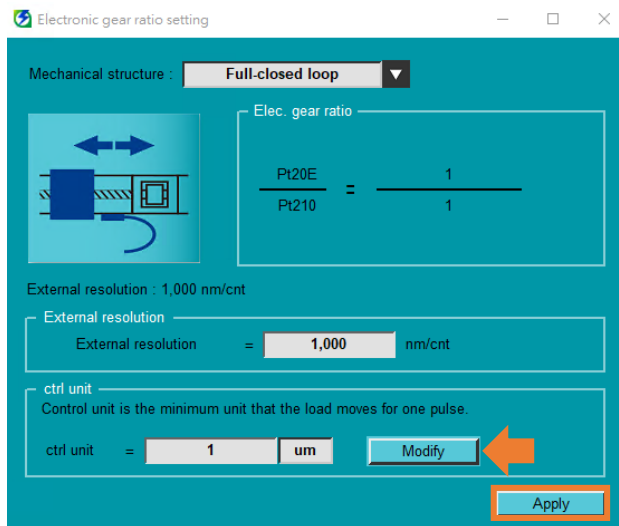 Electronic gear ratio setting
Mechanical structure : Full-closed loop
Elec. gear ratio
Pt20E = 1
Pt210 1
External resolution : 1,000 nm/cnt
External resolution
External resolution = 1,000 nm/cnt
ctrl unit
Control unit is the minimum unit that the load moves for one pulse.
ctrl unit = 1 um Modify
Apply